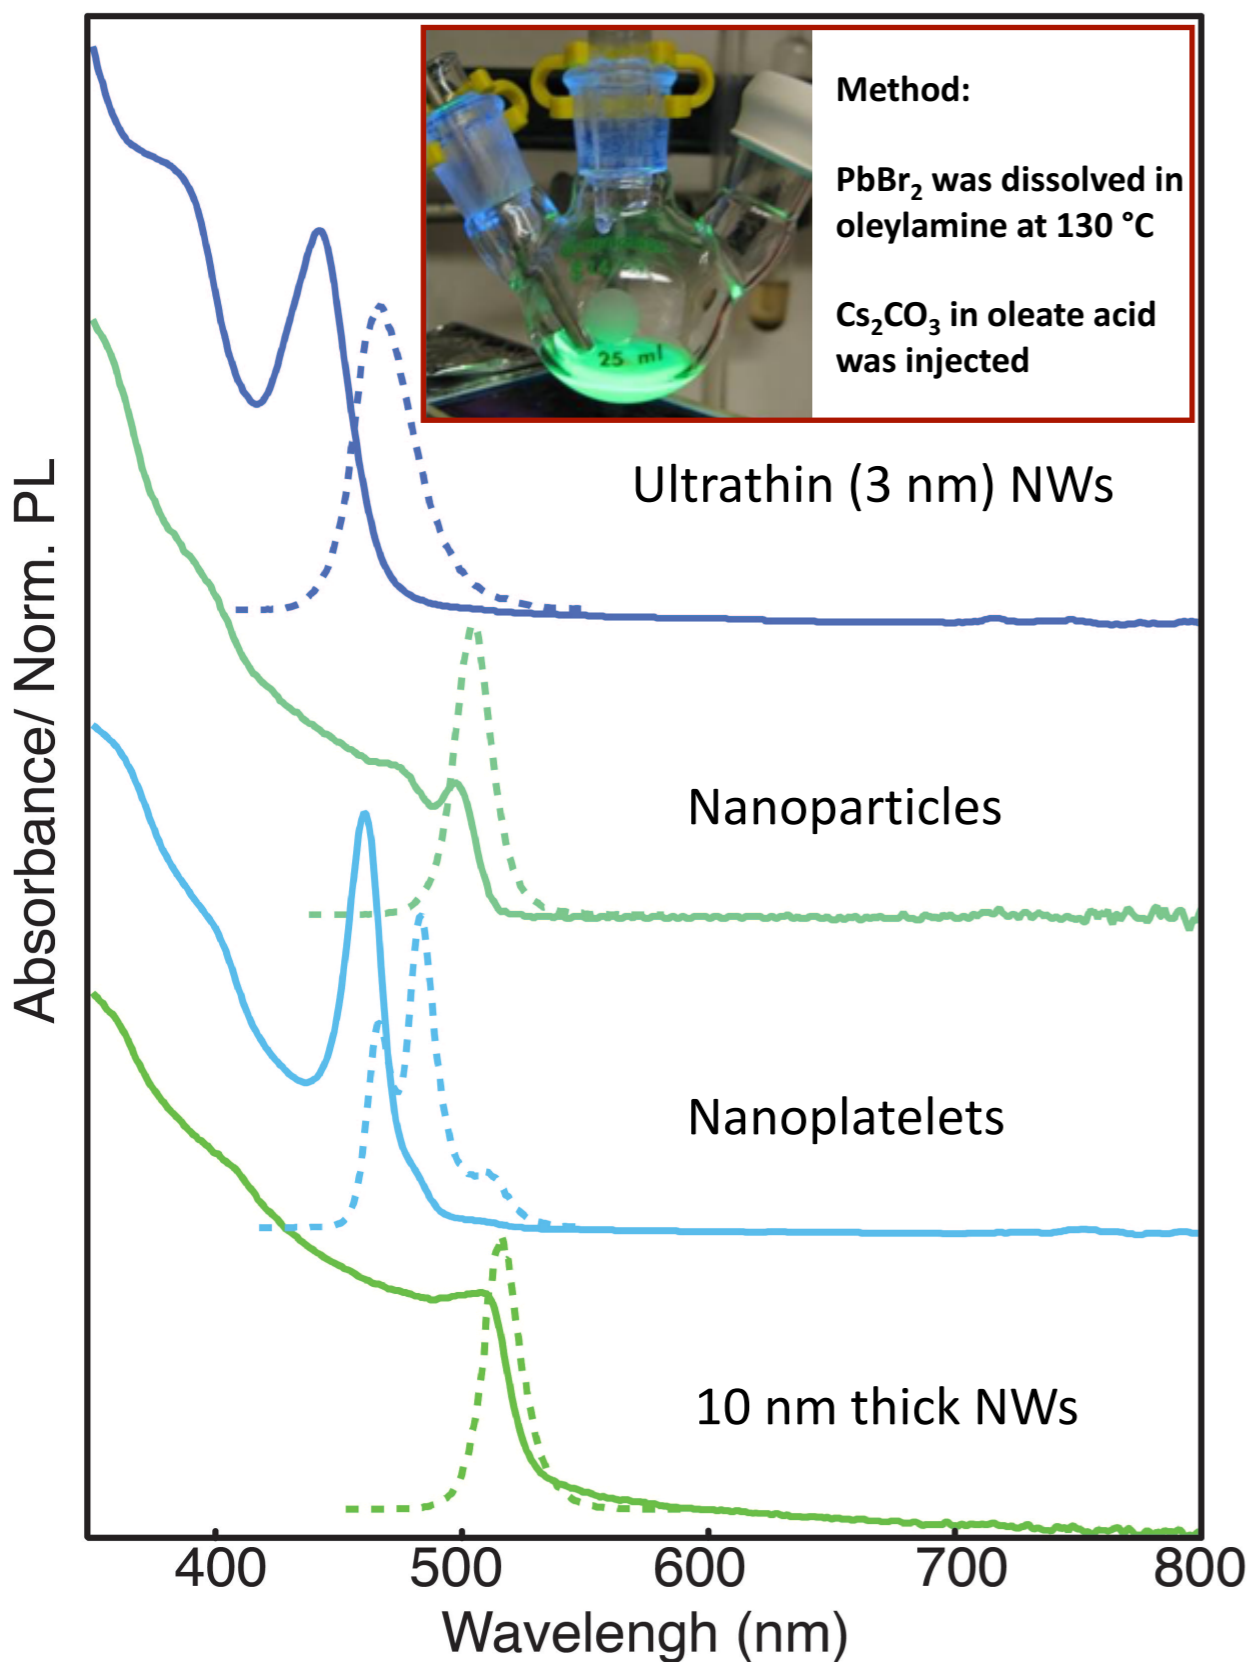 Method:
PbBr₂ was dissolved in
oleylamine at 130 °C
Cs₂CO₃ in oleate acid
was injected
25 ml
Ultrathin (3 nm) NWs
Nanoparticles
Nanoplatelets
10 nm thick NWs
Absorbance/ Norm. PL
400 500 600 700 800
Wavelengh (nm)